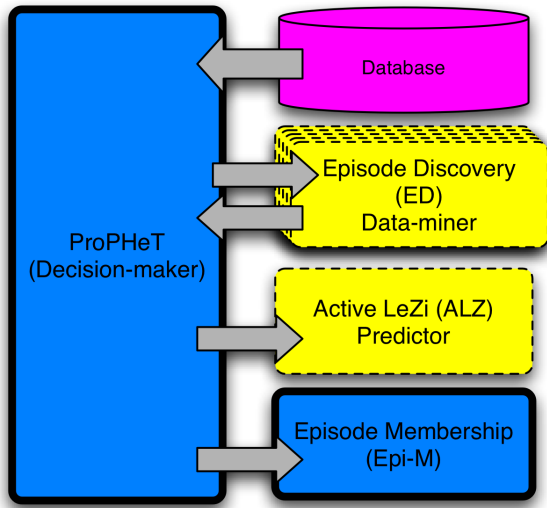 Database
Episode Discovery
(ED)
Data-miner
ProPHeT
(Decision-maker)
Active LeZi (ALZ)
Predictor
Episode Membership
(Epi-M)